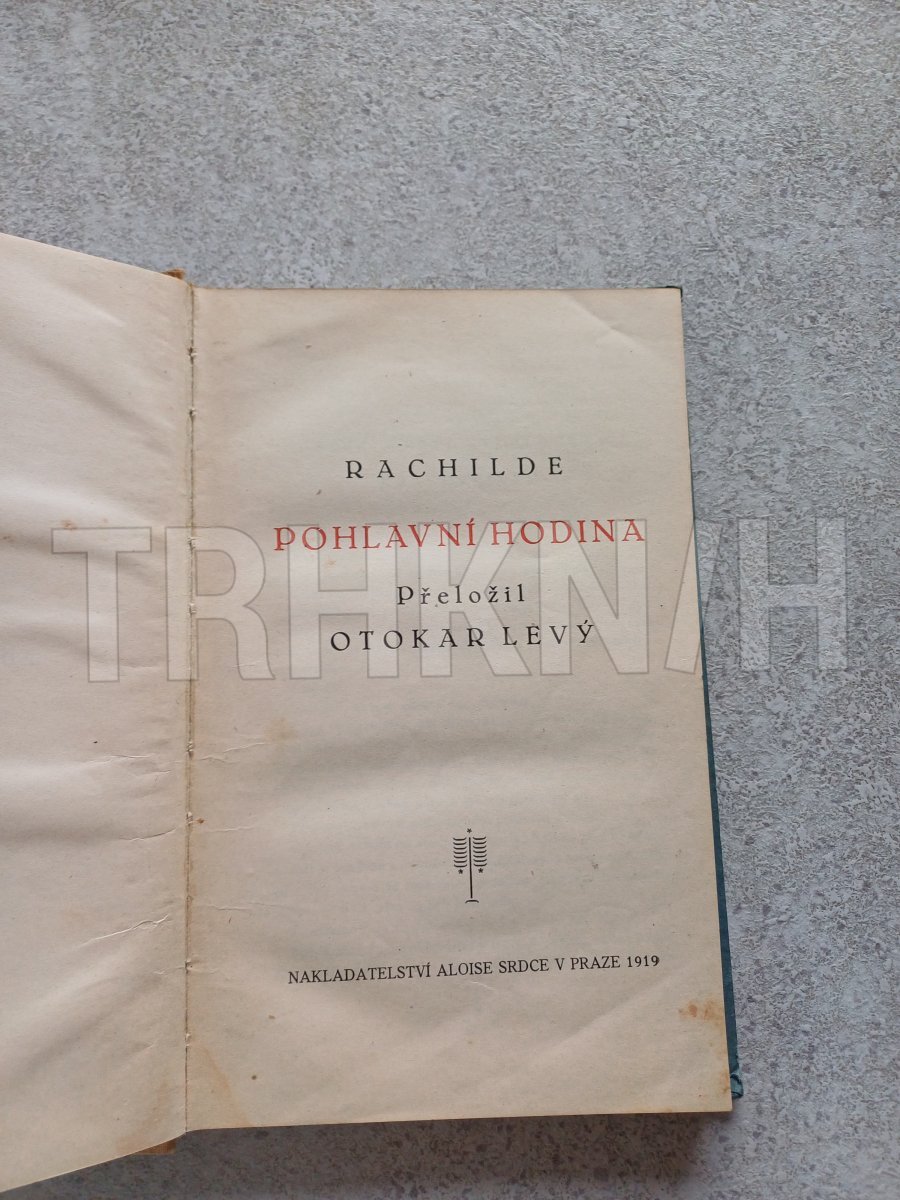 RACHILDE
POHLAVNÍ HODINA
Přeložil
OTOKAR LEVÝ
NAKLADATELSTVÍ ALOISE SRDCE V PRAZE 1919
TRHKNIH